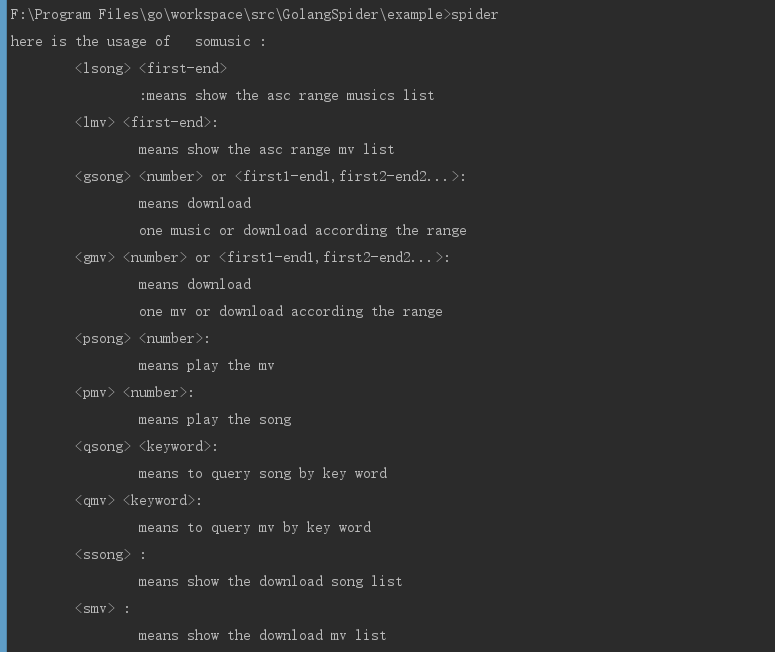 F:\Program Files\go\workspace\src\GolangSpider\example>spider
here is the usage of   somusic :
        <lsong> <first-end>
                :means show the asc range musics list
        <lmv> <first-end>:
                means show the asc range mv list
        <gsong> <number> or <first1-end1,first2-end2...>:
                means download
                one music or download according the range
        <gmv> <number> or <first1-end1,first2-end2...>:
                means download
                one mv or download according the range
        <psong> <number>:
                means play the mv
        <pmv> <number>:
                means play the song
        <qsong> <keyword>:
                means to query song by key word
        <qmv> <keyword>:
                means to query mv by key word
        <ssong> :
                means show the download song list
        <smv> :
                means show the download mv list